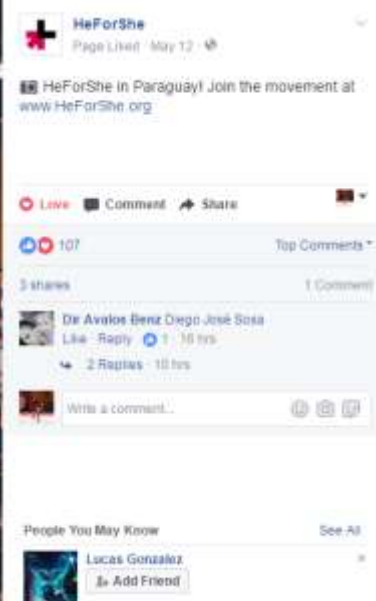 HeForShe
Page Liked · May 12 ·
HeForShe in Paraguay! Join the movement at
www.HeForShe.org
Love Comment Share
107 Top Comments
3 shares 1 Comment
Dir Avalos Benz Diego José Sosa
Like · Reply · 1 · 16 hrs
2 Replies · 10 hrs
Write a comment...
People You May Know See All
Lucas Gonzalez
Add Friend